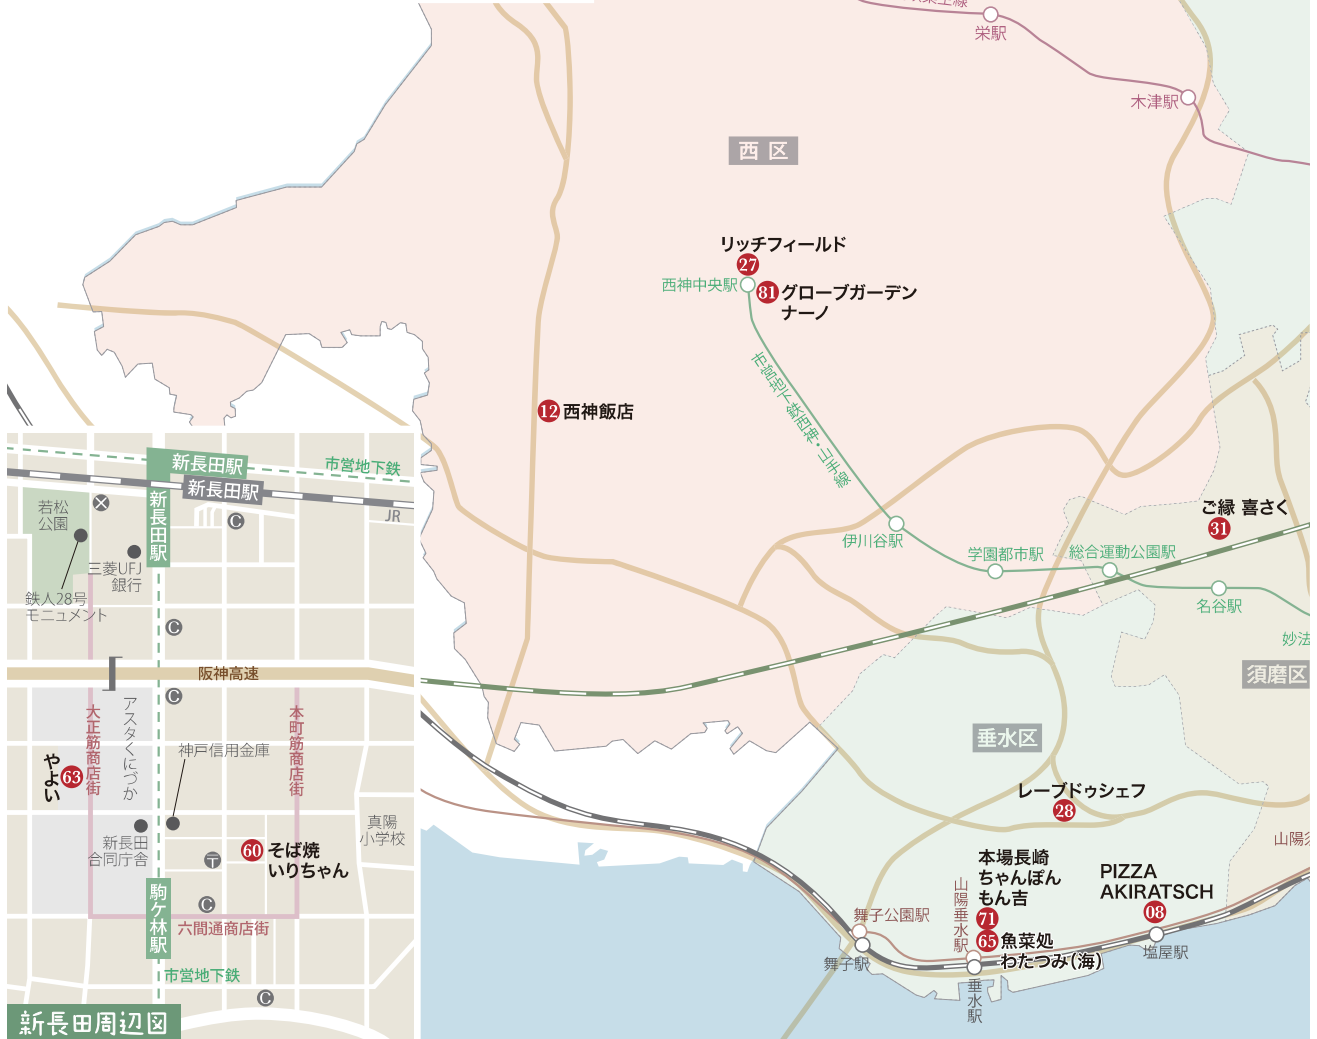 栄駅
木津駅
西 区
リッチフィールド
27
西神中央駅
81
グローブガーデン
ナーノ
市営地下鉄西神・山手線
12
西神飯店
伊川谷駅
学園都市駅
総合運動公園駅
ご縁 喜さく
31
名谷駅
妙法
須磨区
垂水区
レーブドゥシェフ
28
山陽須
本場長崎
ちゃんぽん
もん吉
71
65
魚菜処
わたつみ(海)
PIZZA
AKIRATSCH
08
山陽垂水駅
舞子公園駅
舞子駅
垂水駅
塩屋駅
新長田駅
市営地下鉄
新長田駅
新長田駅
JR
若松
公園
C
三菱UFJ
銀行
鉄人28号
モニュメント
C
阪神高速
C
大正筋商店街
アスタくにづか
本町筋商店街
神戸信用金庫
やよい
63
新長田
合同庁舎
真陽
小学校
60
そば焼
いりちゃん
〒
駒ヶ林駅
C
六間通商店街
市営地下鉄
C
新長田周辺図